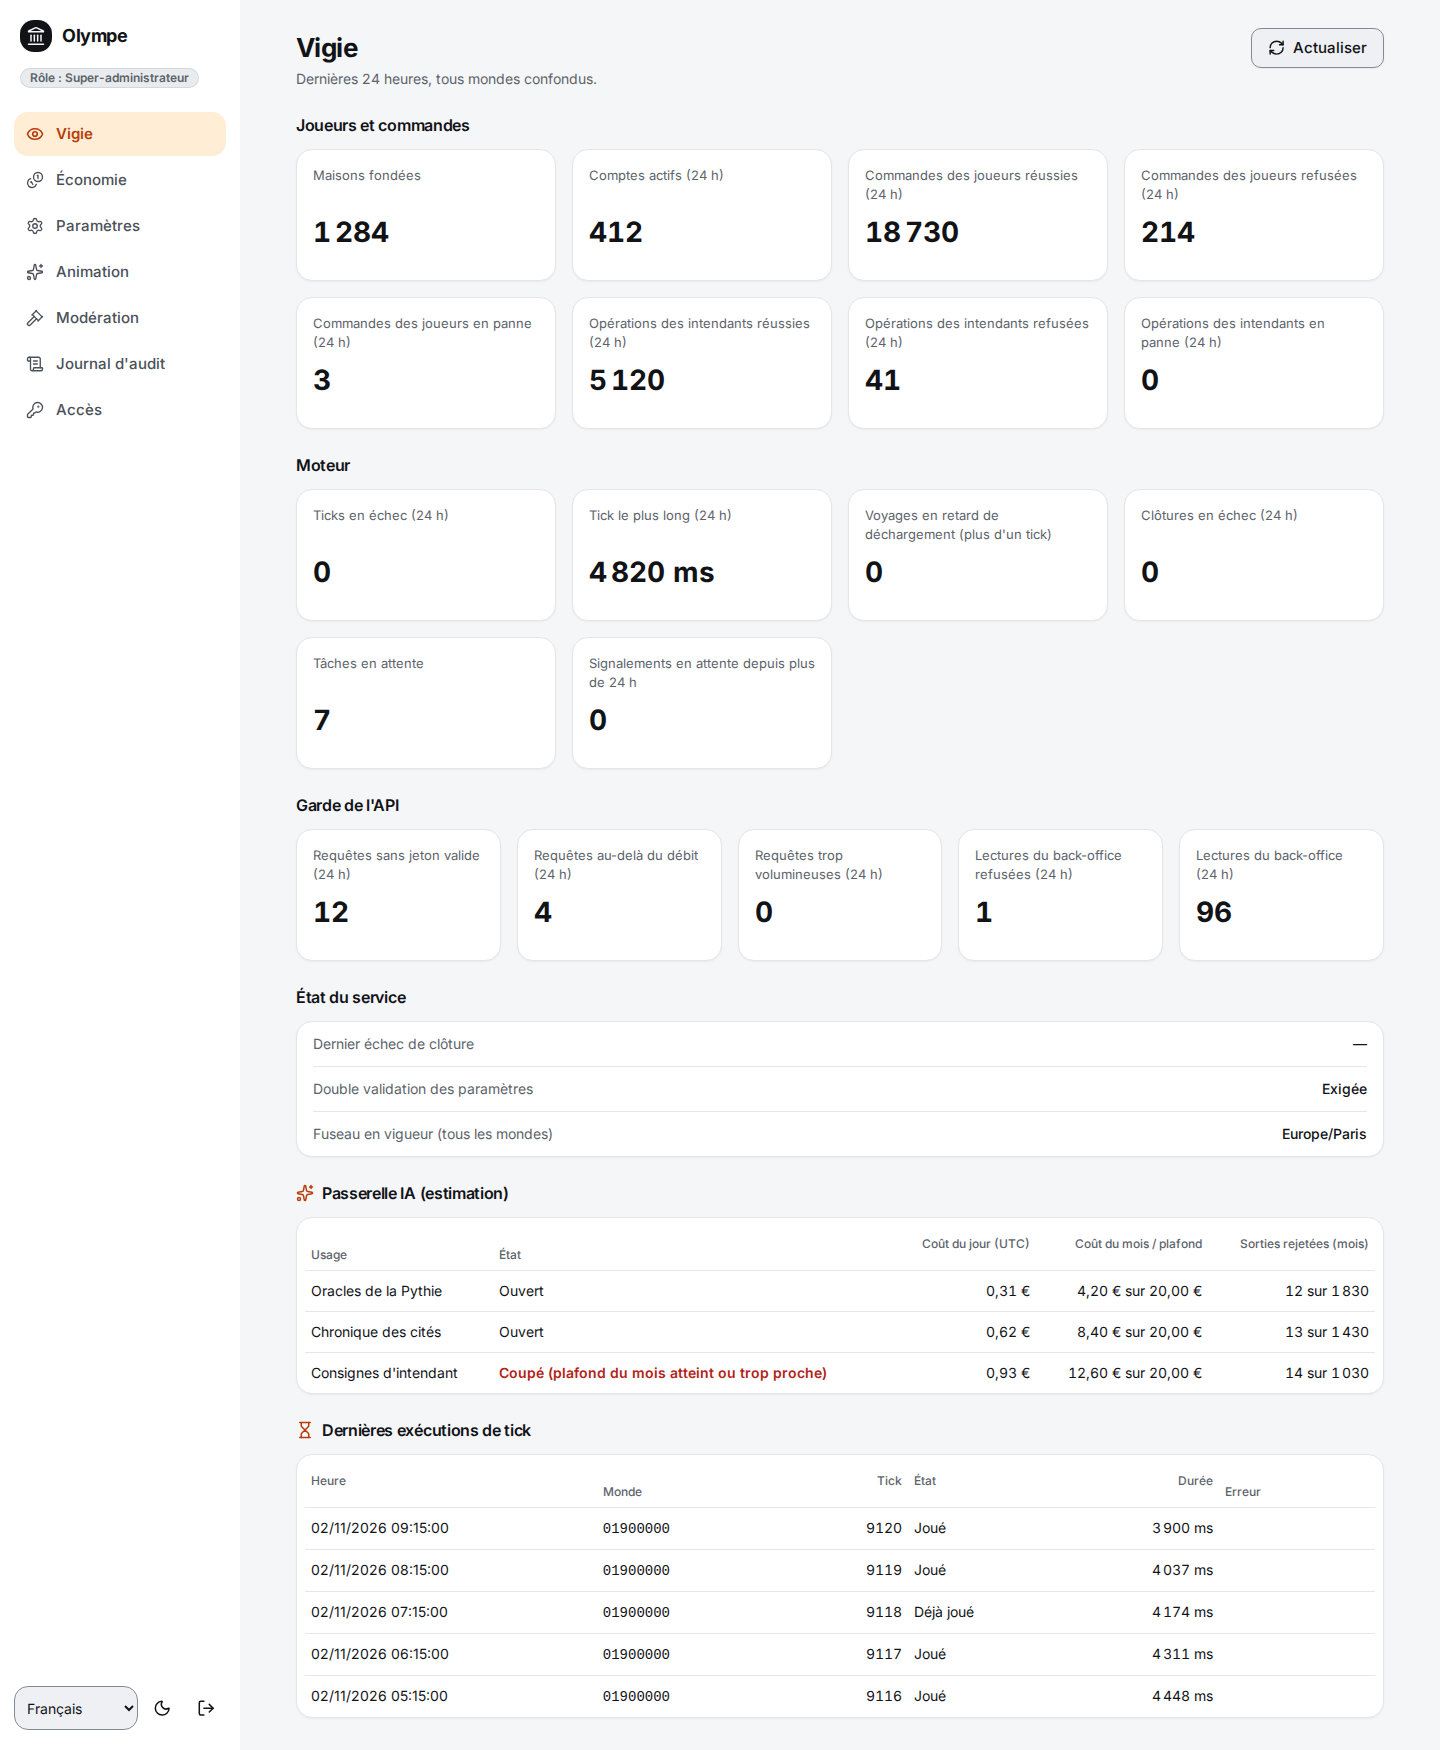 Olympe
Rôle : Super-administrateur
Vigie
Économie
Paramètres
Animation
Modération
Journal d'audit
Accès
Français
Vigie
Dernières 24 heures, tous mondes confondus.
Actualiser
Joueurs et commandes
Maisons fondées
1 284
Comptes actifs (24 h)
412
Commandes des joueurs réussies
(24 h)
18 730
Commandes des joueurs refusées
(24 h)
214
Commandes des joueurs en panne
(24 h)
3
Opérations des intendants réussies
(24 h)
5 120
Opérations des intendants refusées
(24 h)
41
Opérations des intendants en
panne (24 h)
0
Moteur
Ticks en échec (24 h)
0
Tick le plus long (24 h)
4 820 ms
Voyages en retard de
déchargement (plus d'un tick)
0
Clôtures en échec (24 h)
0
Tâches en attente
7
Signalements en attente depuis plus
de 24 h
0
Garde de l'API
Requêtes sans jeton valide
(24 h)
12
Requêtes au-delà du débit
(24 h)
4
Requêtes trop
volumineuses (24 h)
0
Lectures du back-office
refusées (24 h)
1
Lectures du back-office
(24 h)
96
État du service
Dernier échec de clôture —
Double validation des paramètres Exigée
Fuseau en vigueur (tous les mondes) Europe/Paris
Passerelle IA (estimation)
Usage État Coût du jour (UTC) Coût du mois / plafond Sorties rejetées (mois)
Oracles de la Pythie Ouvert 0,31 € 4,20 € sur 20,00 € 12 sur 1 830
Chronique des cités Ouvert 0,62 € 8,40 € sur 20,00 € 13 sur 1 430
Consignes d'intendant Coupé (plafond du mois atteint ou trop proche) 0,93 € 12,60 € sur 20,00 € 14 sur 1 030
Dernières exécutions de tick
Heure Monde Tick État Durée Erreur
02/11/2026 09:15:00 01900000 9120 Joué 3 900 ms
02/11/2026 08:15:00 01900000 9119 Joué 4 037 ms
02/11/2026 07:15:00 01900000 9118 Déjà joué 4 174 ms
02/11/2026 06:15:00 01900000 9117 Joué 4 311 ms
02/11/2026 05:15:00 01900000 9116 Joué 4 448 ms